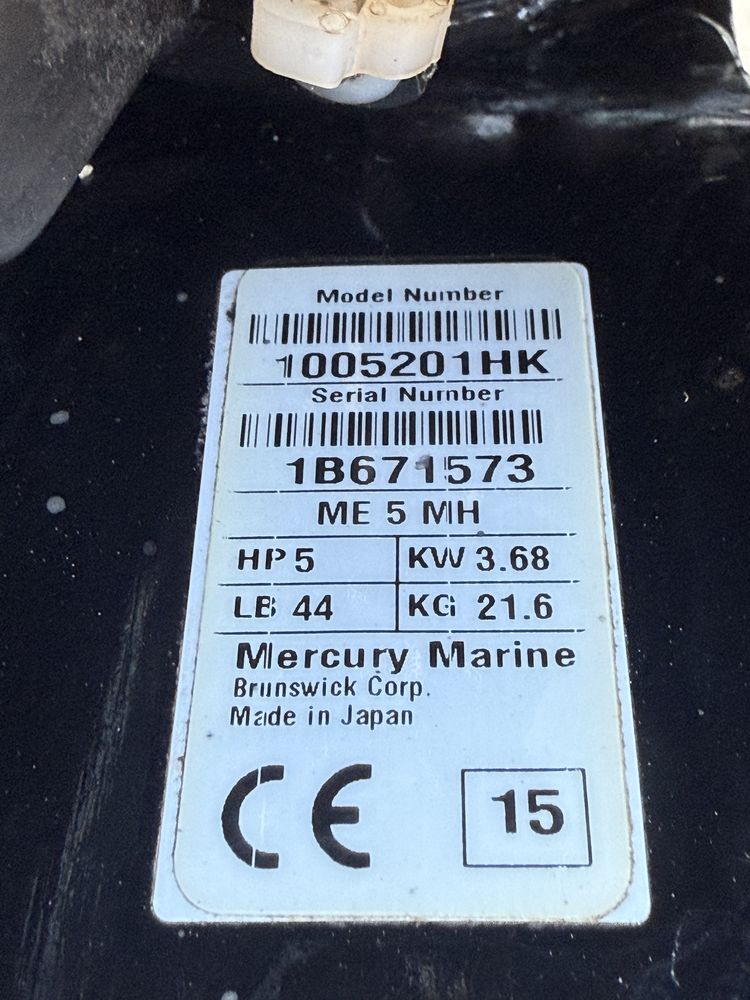 Model Number
1005201HK
Serial Number
1B671573
ME 5 MH
HP 5 KW 3.68
LB 44 KG 21.6
Mercury Marine
Brunswick Corp.
Made in Japan
CE 15